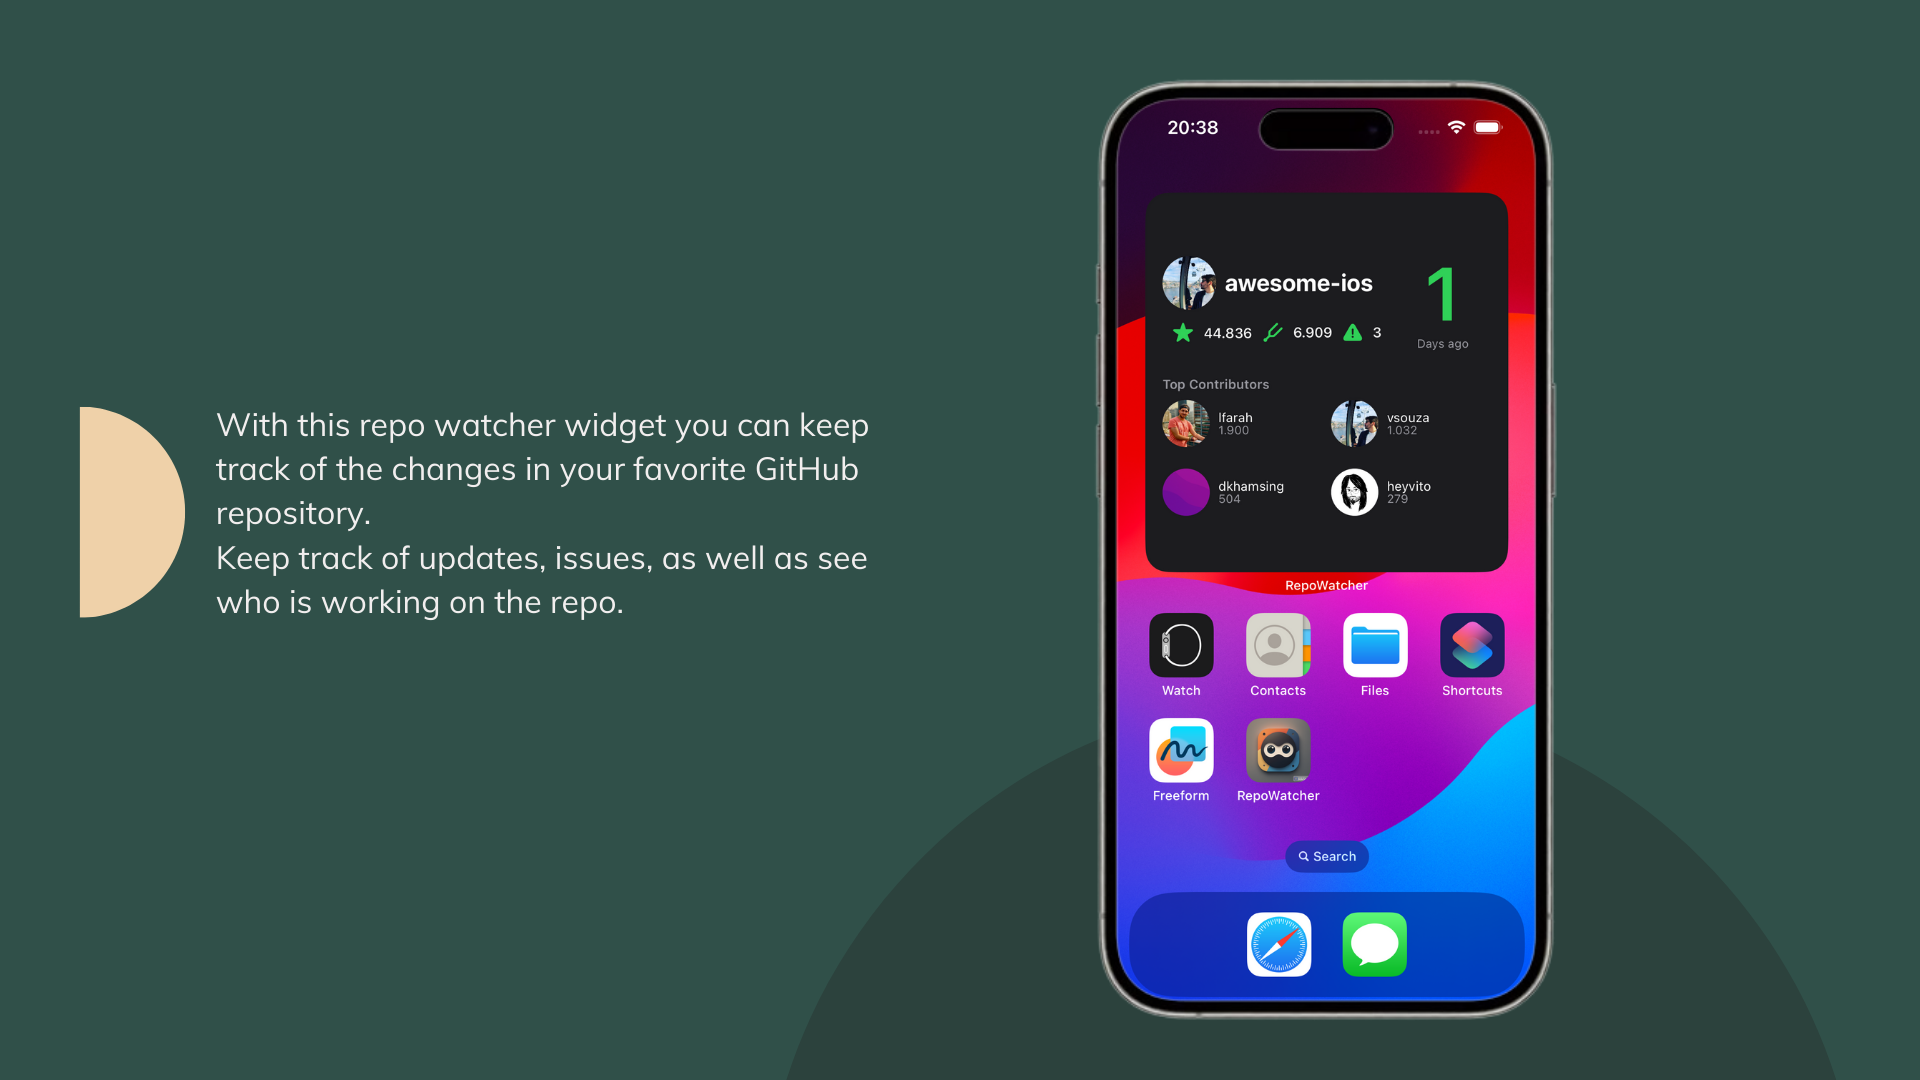 With this repo watcher widget you can keep
track of the changes in your favorite GitHub
repository.
Keep track of updates, issues, as well as see
who is working on the repo.
20:38
awesome-ios
44.836 6.909 3
1
Days ago
Top Contributors
lfarah
1.900
vsouza
1.032
dkhamsing
504
heyvito
279
RepoWatcher
Watch Contacts Files Shortcuts
Freeform RepoWatcher
Search